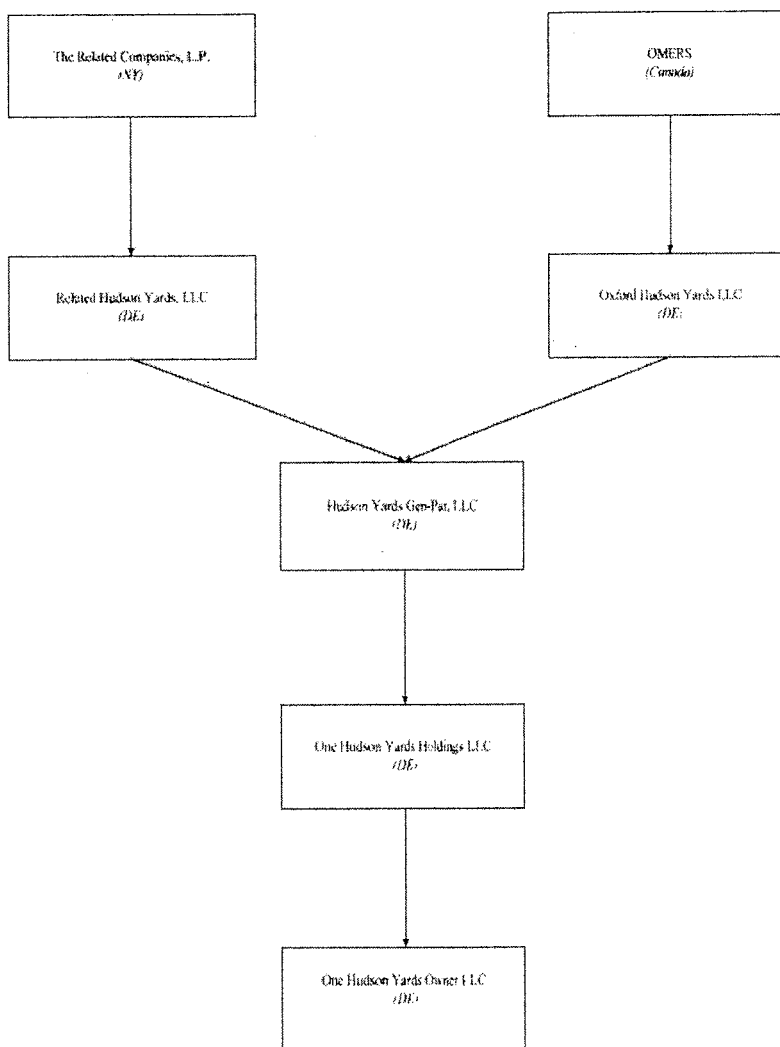 The Related Companies, L.P.
(NY)
OMERS
(Canada)
Related Hudson Yards, LLC
(DE)
Oxford Hudson Yards LLC
(DE)
Hudson Yards Gen-Par, LLC
(DE)
One Hudson Yards Holdings LLC
(DE)
One Hudson Yards Owner LLC
(DE)